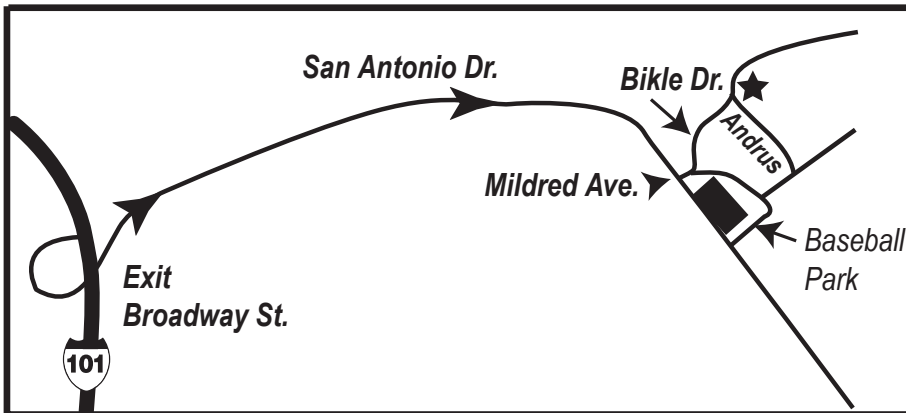 San Antonio Dr.
Bikle Dr.
Andrus
Mildred Ave.
Baseball
Park
Exit
Broadway St.
101